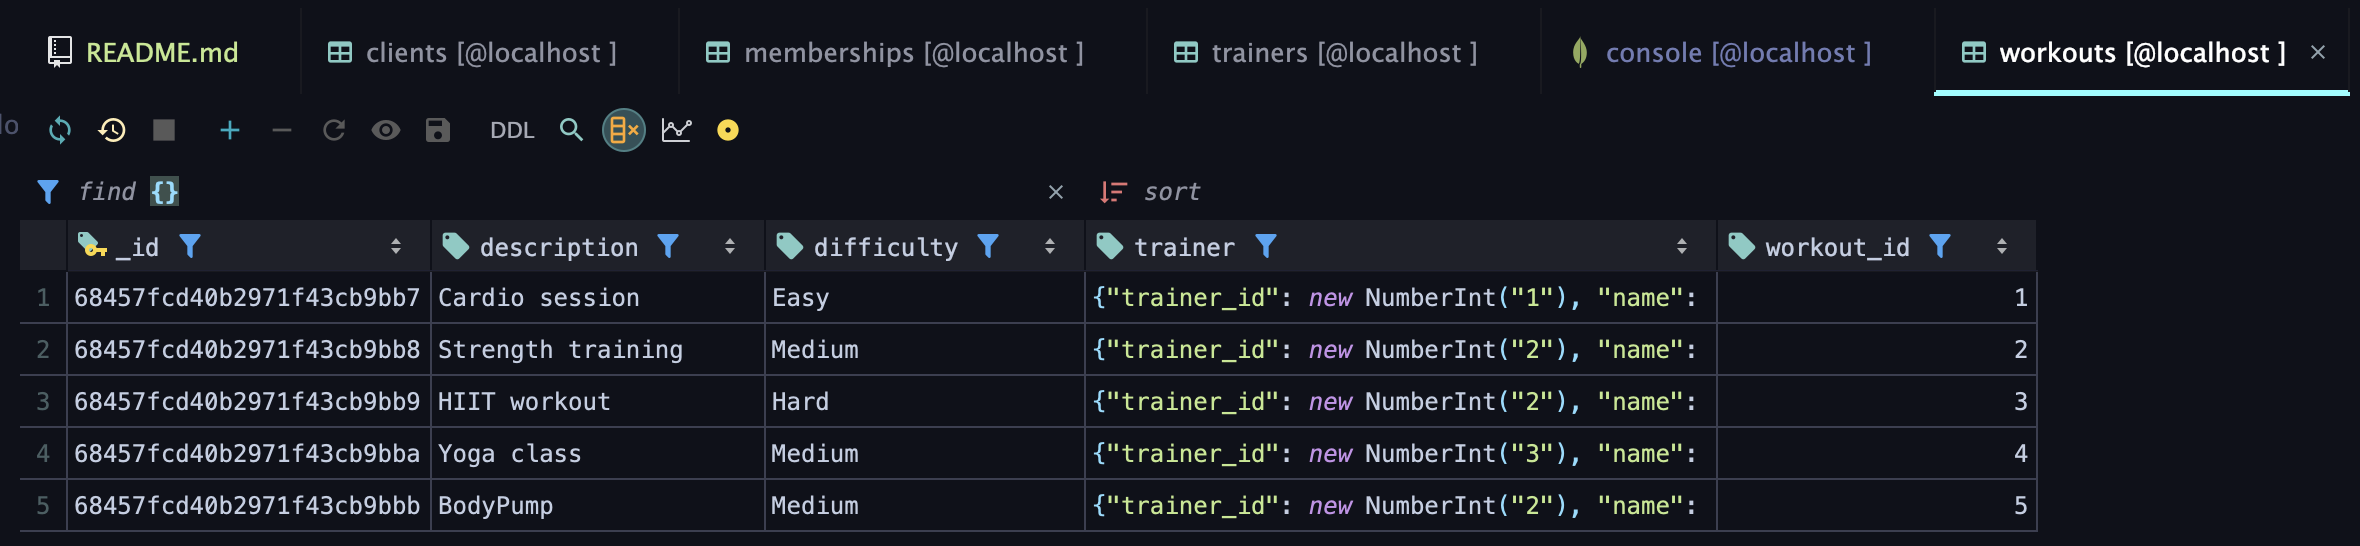 README.md clients [@localhost ] memberships [@localhost ] trainers [@localhost ] console [@localhost ] workouts [@localhost ]
lo DDL
find {} sort
_id description difficulty trainer workout_id
1 68457fcd40b2971f43cb9bb7 Cardio session Easy {"trainer_id": new NumberInt("1"), "name": 1
2 68457fcd40b2971f43cb9bb8 Strength training Medium {"trainer_id": new NumberInt("2"), "name": 2
3 68457fcd40b2971f43cb9bb9 HIIT workout Hard {"trainer_id": new NumberInt("2"), "name": 3
4 68457fcd40b2971f43cb9bba Yoga class Medium {"trainer_id": new NumberInt("3"), "name": 4
5 68457fcd40b2971f43cb9bbb BodyPump Medium {"trainer_id": new NumberInt("2"), "name": 5